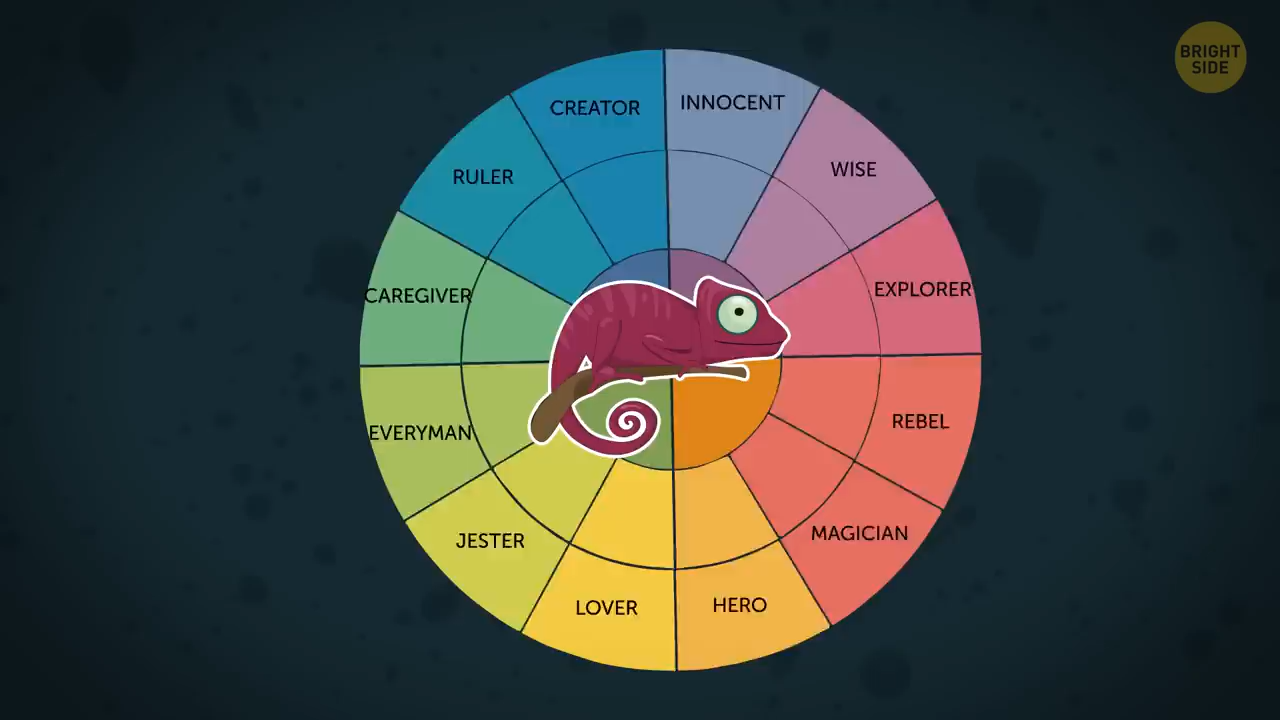 BRIGHT
SIDE
CREATOR
INNOCENT
RULER
WISE
CAREGIVER
EXPLORER
EVERYMAN
REBEL
JESTER
MAGICIAN
LOVER
HERO